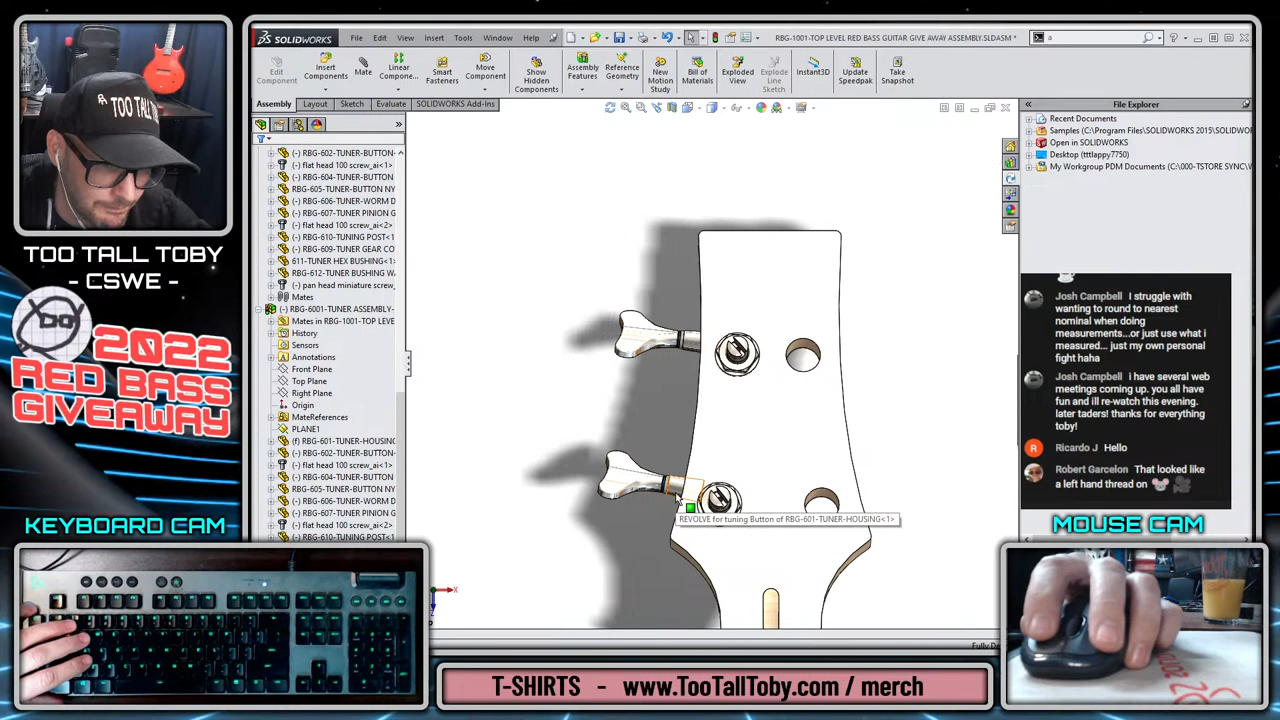 TOO TALL
TOBY
TOO TALL TOBY
- CSWE -
2022
RED BASS
GIVEAWAY
KEYBOARD CAM
SOLIDWORKS
File Edit View Insert Tools Window Help
RBG-1001-TOP LEVEL RED BASS GUITAR GIVE AWAY ASSEMBLY.SLDASM *
a
Edit Component
Insert Components
Mate
Linear Compone...
Smart Fasteners
Move Component
Show Hidden Components
Assembly Features
Reference Geometry
New Motion Study
Bill of Materials
Exploded View
Explode Line Sketch
Instant3D
Update Speedpak
Take Snapshot
Assembly Layout Sketch Evaluate SOLIDWORKS Add-Ins
(-) RBG-602-TUNER-BUTTON-
(-) flat head 100 screw_ai<1>
(-) RBG-604-TUNER-BUTTON-
RBG-605-TUNER-BUTTON NY
(-) RBG-606-TUNER-WORM D
(-) RBG-607-TUNER PINION G
(-) flat head 100 screw_ai<2>
(-) RBG-610-TUNING POST<1
(-) RBG-609-TUNER GEAR CO
611-TUNER HEX BUSHING<1>
RBG-612-TUNER BUSHING W
(-) pan head miniature screw_
Mates
(-) RBG-6001-TUNER ASSEMBLY-
Mates in RBG-1001-TOP LEVE
History
Sensors
Annotations
Front Plane
Top Plane
Right Plane
Origin
MateReferences
PLANE1
(f) RBG-601-TUNER-HOUSING
(-) RBG-602-TUNER-BUTTON-
(-) flat head 100 screw_ai<1>
(-) RBG-604-TUNER-BUTTON
RBG-605-TUNER-BUTTON NY
(-) RBG-606-TUNER-WORM D
(-) RBG-607-TUNER PINION G
(-) flat head 100 screw_ai<2>
(-) RBG-610-TUNING POST<1
REVOLVE for tuning Button of RBG-601-TUNER-HOUSING<1>
X
File Explorer
Recent Documents
Samples (C:\Program Files\SOLIDWORKS 2015\SOLIDWO
Open in SOLIDWORKS
Desktop (tttlappy7750)
My Workgroup PDM Documents (C:\000-TSTORE SYNC\W
Josh Campbell I struggle with
wanting to round to nearest
nominal when doing
measurements...or just use what i
measured... just my own personal
fight haha
Josh Campbell i have several web
meetings coming up. you all have
fun and ill re-watch this evening.
later taders! thanks for everything
toby!
R Ricardo J Hello
Robert Garcelon That looked like
a left hand thread on 🐭🎉
MOUSE CAM
T-SHIRTS - www.TooTallToby.com / merch